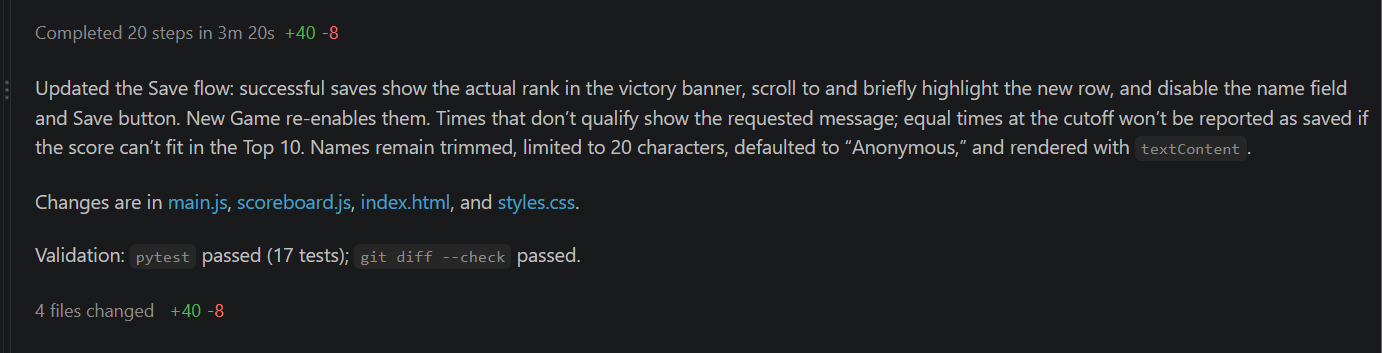 Completed 20 steps in 3m 20s +40 -8
Updated the Save flow: successful saves show the actual rank in the victory banner, scroll to and briefly highlight the new row, and disable the name field
and Save button. New Game re-enables them. Times that don’t qualify show the requested message; equal times at the cutoff won’t be reported as saved if
the score can’t fit in the Top 10. Names remain trimmed, limited to 20 characters, defaulted to “Anonymous,” and rendered with textContent.
Changes are in main.js, scoreboard.js, index.html, and styles.css.
Validation: pytest passed (17 tests); git diff --check passed.
4 files changed +40 -8